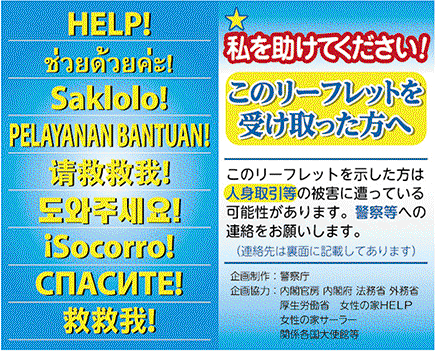 HELP!
ช่วยด้วยค่ะ!
Saklolo!
PELAYANAN BANTUAN!
请救救我!
도와주세요!
¡Socorro!
СПАСИТЕ!
救救我!
私を助けてください!
このリーフレットを
受け取った方へ
このリーフレットを示した方は
人身取引等の被害に遭っている
可能性があります。警察等への
連絡をお願いします。
(連絡先は裏面に記載してあります)
企画制作:警察庁
企画協力:内閣官房 内閣府 法務省 外務省
厚生労働省 女性の家HELP
女性の家サーラー
関係各国大使館等